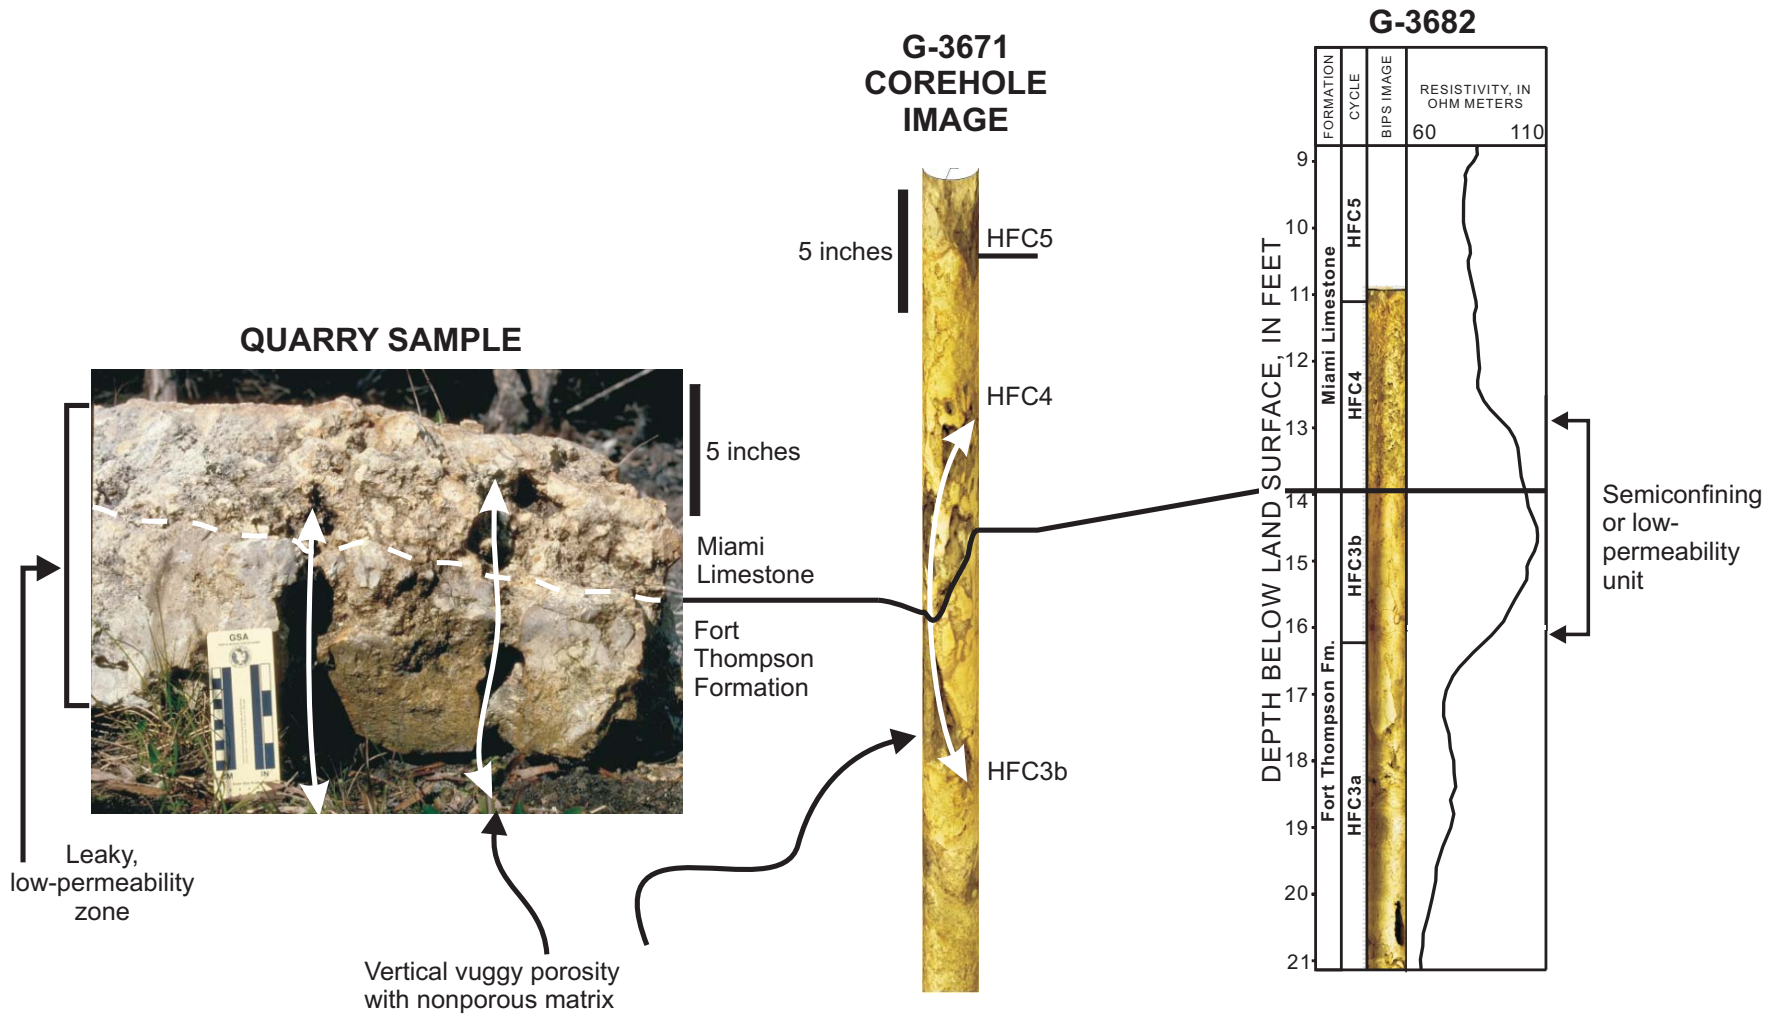 G-3682
G-3671
COREHOLE
IMAGE
FORMATION
CYCLE
BIPS IMAGE
RESISTIVITY, IN
OHM METERS
60
110
QUARRY SAMPLE
5 inches
HFC5
HFC4
HFC3b
5 inches
Miami
Limestone
Fort
Thompson
Formation
GSA
CM
IN
Leaky,
low-permeability
zone
Vertical vuggy porosity
with nonporous matrix
DEPTH BELOW LAND SURFACE, IN FEET
9
10
11
12
13
14
15
16
17
18
19
20
21
Miami Limestone
Fort Thompson Fm.
HFC5
HFC4
HFC3b
HFC3a
Semiconfining
or low-
permeability
unit